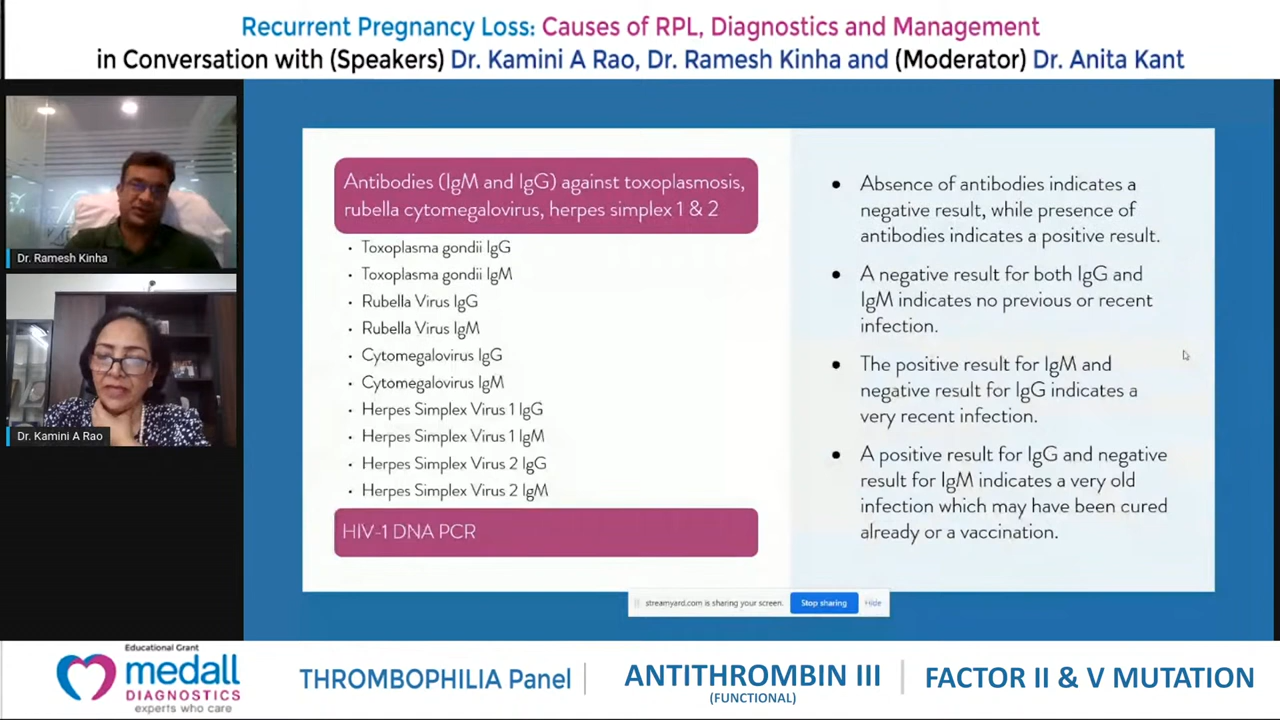 Recurrent Pregnancy Loss: Causes of RPL, Diagnostics and Management
in Conversation with (Speakers) Dr. Kamini A Rao, Dr. Ramesh Kinha and (Moderator) Dr. Anita Kant
Dr. Ramesh Kinha
Dr. Kamini A Rao
Antibodies (IgM and IgG) against toxoplasmosis,
rubella cytomegalovirus, herpes simplex 1 & 2
• Toxoplasma gondii IgG
• Toxoplasma gondii IgM
• Rubella Virus IgG
• Rubella Virus IgM
• Cytomegalovirus IgG
• Cytomegalovirus IgM
• Herpes Simplex Virus 1 IgG
• Herpes Simplex Virus 1 IgM
• Herpes Simplex Virus 2 IgG
• Herpes Simplex Virus 2 IgM
HIV-1 DNA PCR
• Absence of antibodies indicates a
negative result, while presence of
antibodies indicates a positive result.
• A negative result for both IgG and
IgM indicates no previous or recent
infection.
• The positive result for IgM and
negative result for IgG indicates a
very recent infection.
• A positive result for IgG and negative
result for IgM indicates a very old
infection which may have been cured
already or a vaccination.
streamyard.com is sharing your screen. Stop sharing Hide
Educational Grant
medall
DIAGNOSTICS
experts who care
THROMBOPHILIA Panel
ANTITHROMBIN III
(FUNCTIONAL)
FACTOR II & V MUTATION